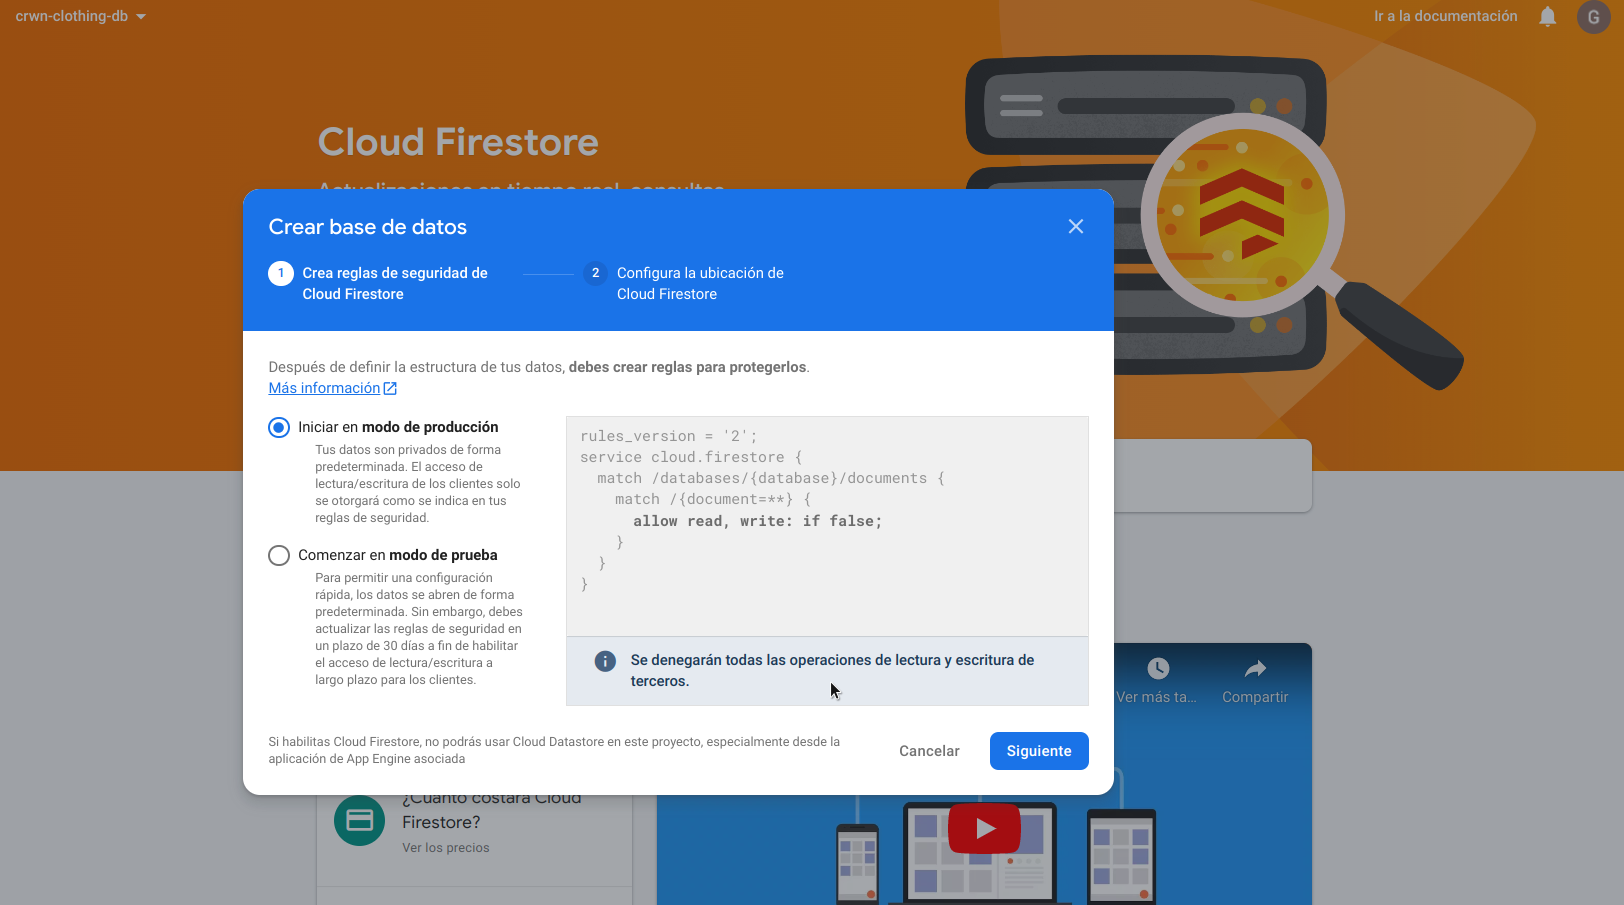 crwn-clothing-db
Ir a la documentación
G
Cloud Firestore
Actualizaciones en tiempo real, consultas
Crear base de datos
1 Crea reglas de seguridad de
Cloud Firestore
2 Configura la ubicación de
Cloud Firestore
Después de definir la estructura de tus datos, debes crear reglas para protegerlos.
Más información
Iniciar en modo de producción
Tus datos son privados de forma
predeterminada. El acceso de
lectura/escritura de los clientes solo
se otorgará como se indica en tus
reglas de seguridad.
Comenzar en modo de prueba
Para permitir una configuración
rápida, los datos se abren de forma
predeterminada. Sin embargo, debes
actualizar las reglas de seguridad en
un plazo de 30 días a fin de habilitar
el acceso de lectura/escritura a
largo plazo para los clientes.
rules_version = '2';
service cloud.firestore {
  match /databases/{database}/documents {
    match /{document=**} {
      allow read, write: if false;
    }
  }
}
Se denegarán todas las operaciones de lectura y escritura de
terceros.
Si habilitas Cloud Firestore, no podrás usar Cloud Datastore en este proyecto, especialmente desde la
aplicación de App Engine asociada
Cancelar
Siguiente
Ver más ta...
Compartir
¿Cuánto costará Cloud
Firestore?
Ver los precios